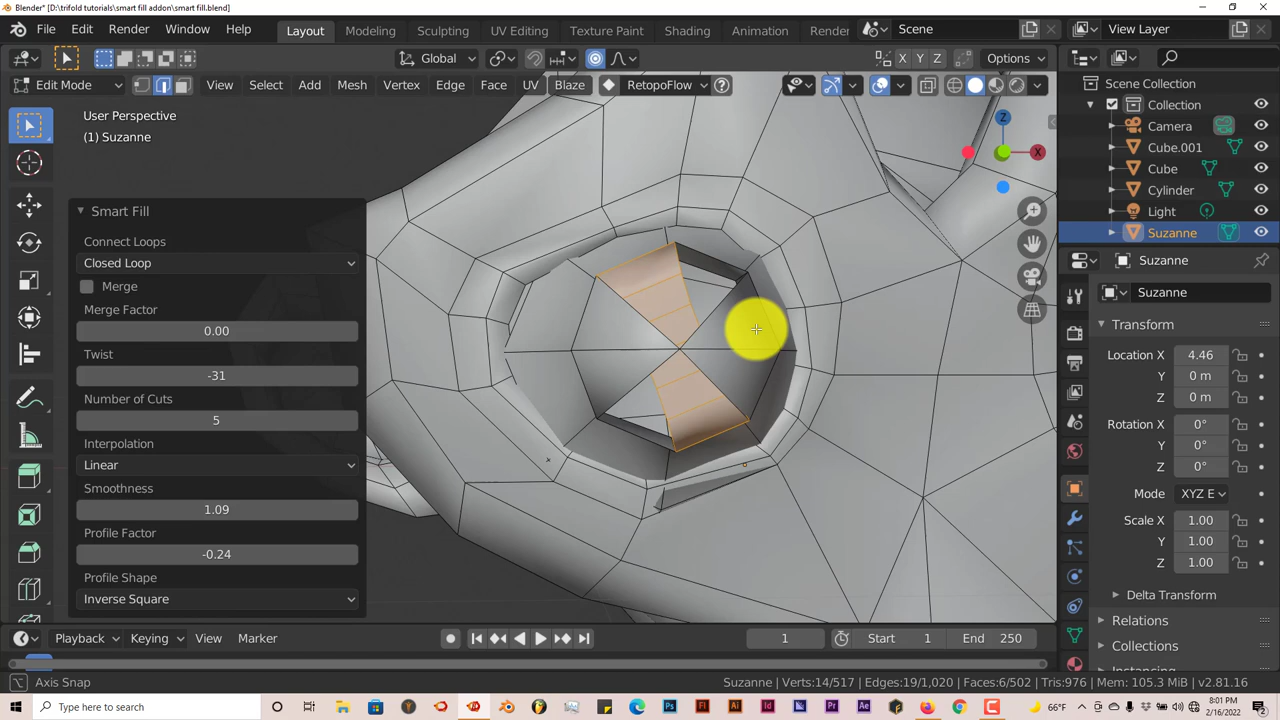 Blender* [D:\trifold tutorials\smart fill addon\smart fill.blend]
File Edit Render Window Help Layout Modeling Sculpting UV Editing Texture Paint Shading Animation Render Scene View Layer
Global X Y Z Options
Edit Mode View Select Add Mesh Vertex Edge Face UV Blaze RetopoFlow
User Perspective
(1) Suzanne
Smart Fill
Connect Loops
Closed Loop
Merge
Merge Factor
0.00
Twist
-31
Number of Cuts
5
Interpolation
Linear
Smoothness
1.09
Profile Factor
-0.24
Profile Shape
Inverse Square
Z
X
Scene Collection
Collection
Camera
Cube.001
Cube
Cylinder
Light
Suzanne
Suzanne
Suzanne
Transform
Location X 4.46
Y 0 m
Z 0 m
Rotation X 0°
Y 0°
Z 0°
Mode XYZ E
Scale X 1.00
Y 1.00
Z 1.00
Delta Transform
Relations
Collections
Instancing
Playback Keying View Marker 1 Start 1 End 250
Axis Snap Suzanne | Verts:14/517 | Edges:19/1,020 | Faces:6/502 | Tris:976 | Mem: 105.3 MiB | v2.81.16
Type here to search 66°F 8:01 PM
2/16/2022